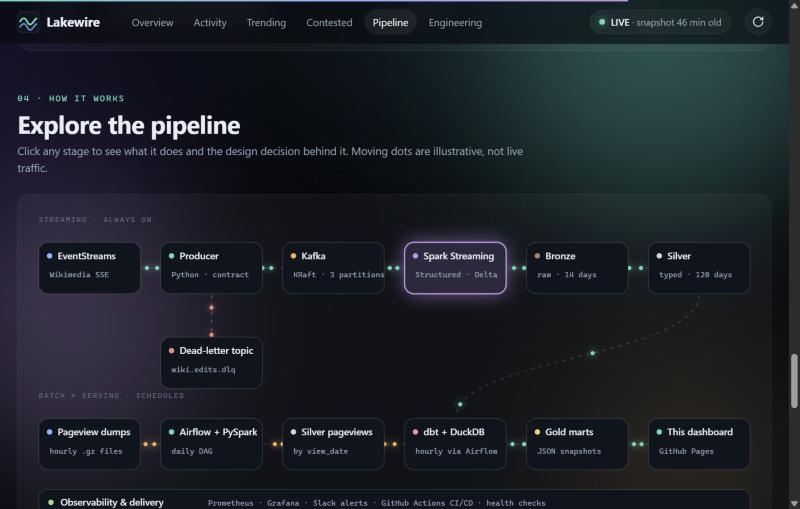 Lakewire
Overview Activity Trending Contested Pipeline Engineering
LIVE · snapshot 46 min old
04 · HOW IT WORKS
Explore the pipeline
Click any stage to see what it does and the design decision behind it. Moving dots are illustrative, not live
traffic.
STREAMING · ALWAYS ON
EventStreams
Wikimedia SSE
Producer
Python · contract
Kafka
KRaft · 3 partitions
Spark Streaming
Structured · Delta
Bronze
raw · 14 days
Silver
typed · 120 days
Dead-letter topic
wiki.edits.dlq
BATCH + SERVING · SCHEDULED
Pageview dumps
hourly .gz files
Airflow + PySpark
daily DAG
Silver pageviews
by view_date
dbt + DuckDB
hourly via Airflow
Gold marts
JSON snapshots
This dashboard
GitHub Pages
Observability & delivery
Prometheus · Grafana · Slack alerts · GitHub Actions CI/CD · health checks